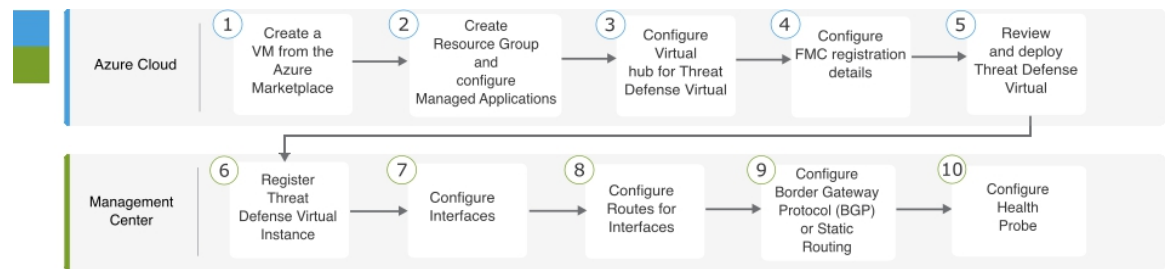 Azure Cloud
1
Create a
VM from the
Azure
Marketplace
2
Create
Resource Group
and
configure
Managed Applications
3
Configure
Virtual
hub for Threat
Defense Virtual
4
Configure
FMC registration
details
5
Review
and deploy
Threat Defense
Virtual
Management
Center
6
Register
Threat
Defense Virtual
Instance
7
Configure
Interfaces
8
Configure
Routes for
Interfaces
9
Configure
Border Gateway
Protocol (BGP)
or Static
Routing
10
Configure
Health
Probe